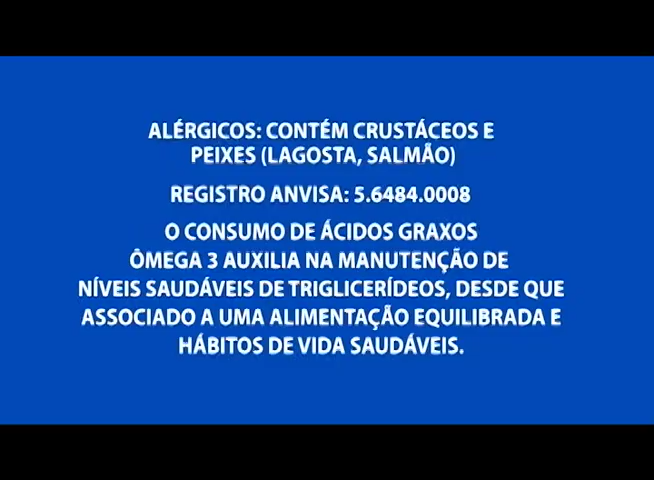 ALÉRGICOS: CONTÉM CRUSTÁCEOS E
PEIXES (LAGOSTA, SALMÃO)
REGISTRO ANVISA: 5.6484.0008
O CONSUMO DE ÁCIDOS GRAXOS
ÔMEGA 3 AUXILIA NA MANUTENÇÃO DE
NÍVEIS SAUDÁVEIS DE TRIGLICERÍDEOS, DESDE QUE
ASSOCIADO A UMA ALIMENTAÇÃO EQUILIBRADA E
HÁBITOS DE VIDA SAUDÁVEIS.